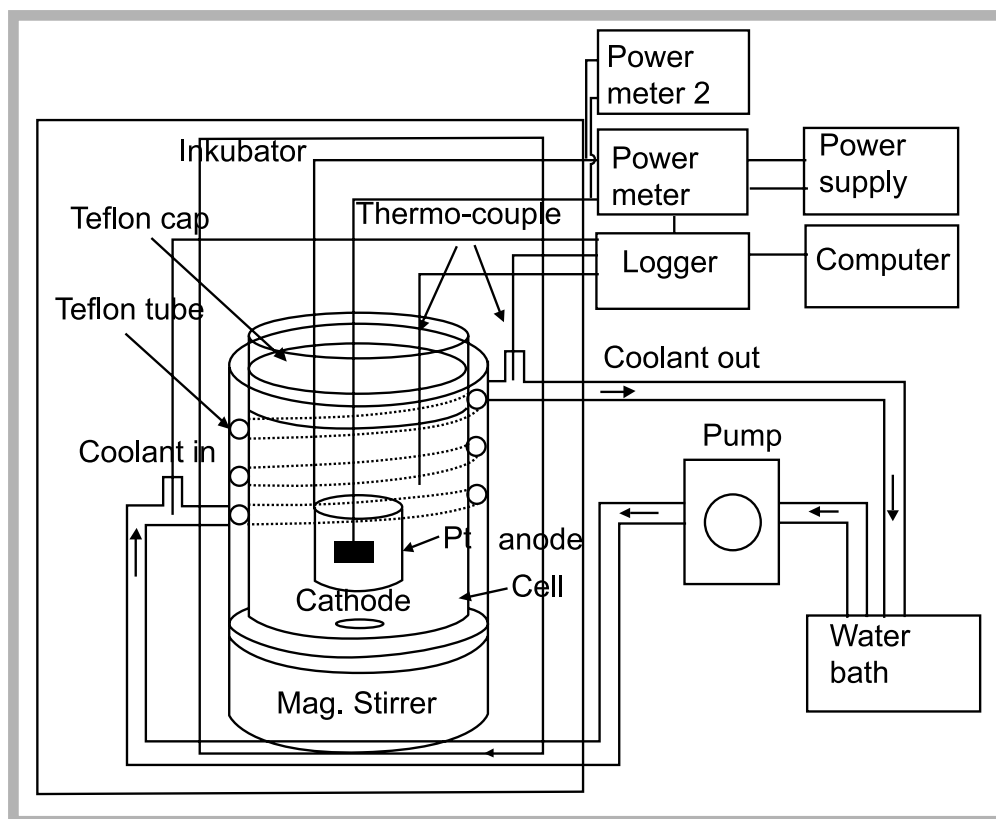 Power
meter 2
Inkubator
Power
meter
Power
supply
Teflon cap
Thermo-couple
Logger
Computer
Teflon tube
Coolant out
Coolant in
Pump
Pt anode
Cell
Cathode
Water
bath
Mag. Stirrer